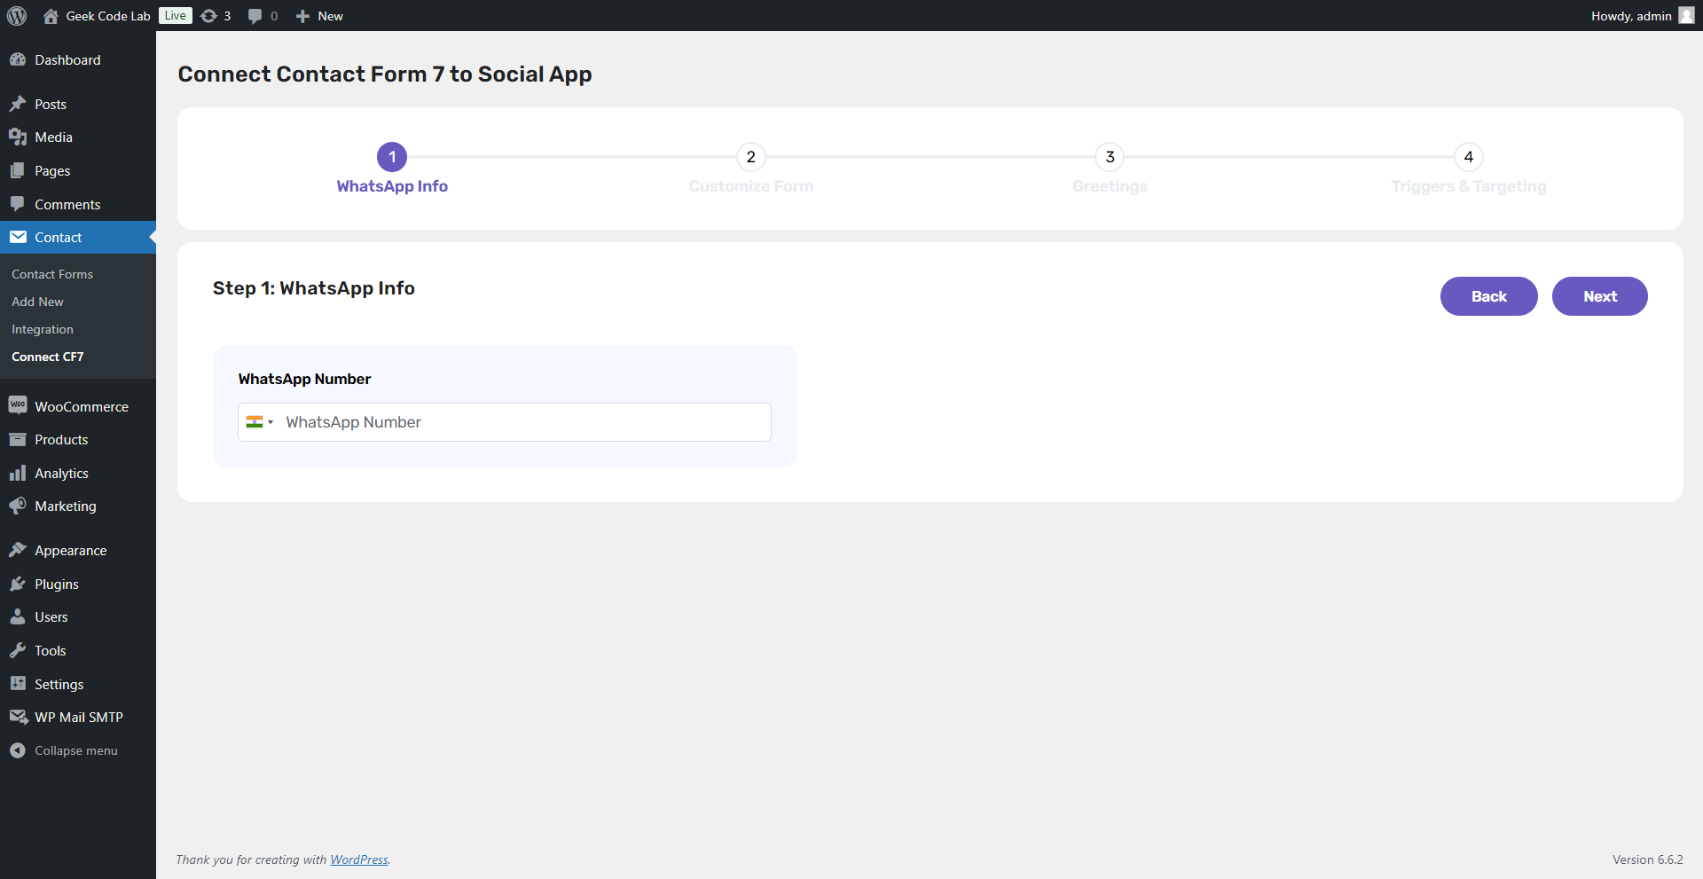 Geek Code Lab Live 3 0 New
Howdy, admin
Dashboard
Posts
Media
Pages
Comments
Contact
Contact Forms
Add New
Integration
Connect CF7
WooCommerce
Products
Analytics
Marketing
Appearance
Plugins
Users
Tools
Settings
WP Mail SMTP
Collapse menu
Connect Contact Form 7 to Social App
1 2 3 4
WhatsApp Info Customize Form Greetings Triggers & Targeting
Step 1: WhatsApp Info
Back Next
WhatsApp Number
WhatsApp Number
Thank you for creating with WordPress.
Version 6.6.2